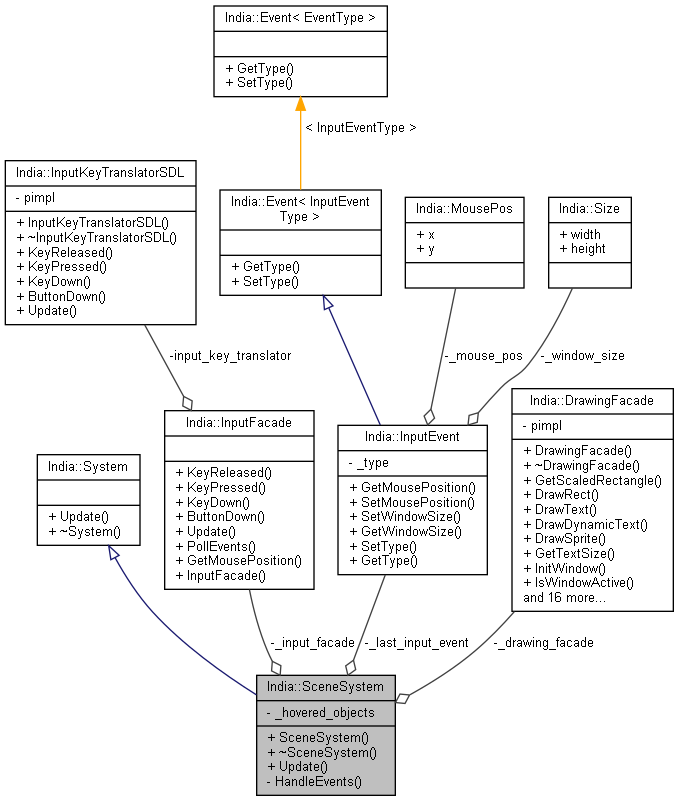 India::Event< EventType >
+ GetType()
+ SetType()
< InputEventType >
India::InputKeyTranslatorSDL
- pimpl
+ InputKeyTranslatorSDL()
+ ~InputKeyTranslatorSDL()
+ KeyReleased()
+ KeyPressed()
+ KeyDown()
+ ButtonDown()
+ Update()
India::Event< InputEvent
Type >
+ GetType()
+ SetType()
India::MousePos
+ x
+ y
India::Size
+ width
+ height
-input_key_translator
-_mouse_pos
-_window_size
India::System
+ Update()
+ ~System()
India::InputFacade
+ KeyReleased()
+ KeyPressed()
+ KeyDown()
+ ButtonDown()
+ Update()
+ PollEvents()
+ GetMousePosition()
+ InputFacade()
India::InputEvent
- _type
+ GetMousePosition()
+ SetMousePosition()
+ SetWindowSize()
+ GetWindowSize()
+ SetType()
+ GetType()
India::DrawingFacade
- pimpl
+ DrawingFacade()
+ ~DrawingFacade()
+ GetScaledRectangle()
+ DrawRect()
+ DrawText()
+ DrawDynamicText()
+ DrawSprite()
+ GetTextSize()
+ InitWindow()
+ IsWindowActive()
and 16 more...
-_input_facade
-_last_input_event
-_drawing_facade
India::SceneSystem
- _hovered_objects
+ SceneSystem()
+ ~SceneSystem()
+ Update()
- HandleEvents()